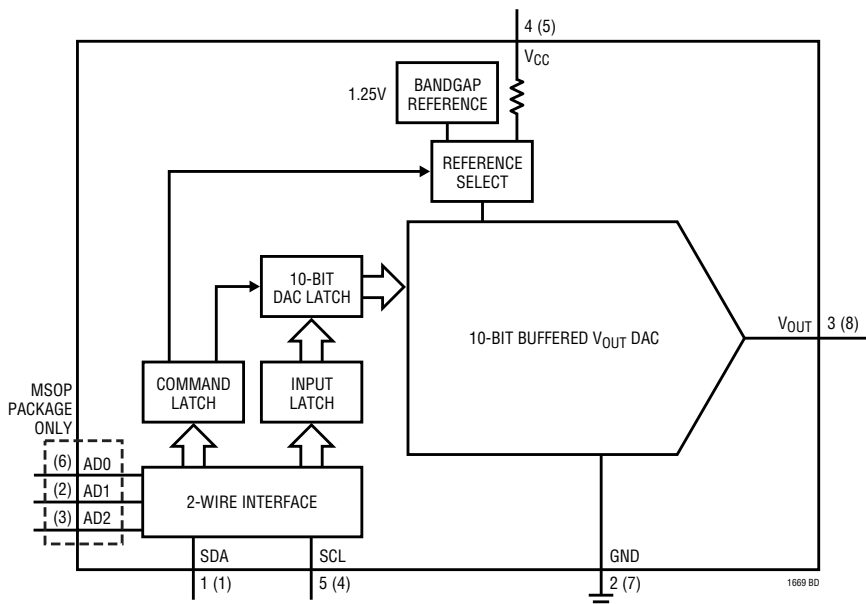 4 (5)
VCC
1.25V
BANDGAP
REFERENCE
REFERENCE
SELECT
10-BIT
DAC LATCH
10-BIT BUFFERED VOUT DAC
VOUT
3 (8)
COMMAND
LATCH
INPUT
LATCH
MSOP
PACKAGE
ONLY
(6) AD0
(2) AD1
(3) AD2
2-WIRE INTERFACE
SDA
1 (1)
SCL
5 (4)
GND
2 (7)
1669 BD